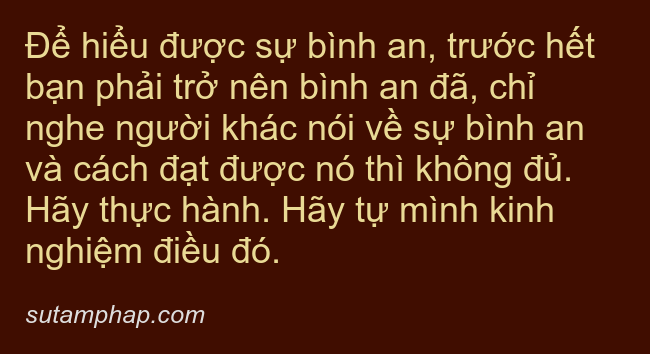 Để hiểu được sự bình an, trước hết
bạn phải trở nên bình an đã, chỉ
nghe người khác nói về sự bình an
và cách đạt được nó thì không đủ.
Hãy thực hành. Hãy tự mình kinh
nghiệm điều đó.
sutamphap.com